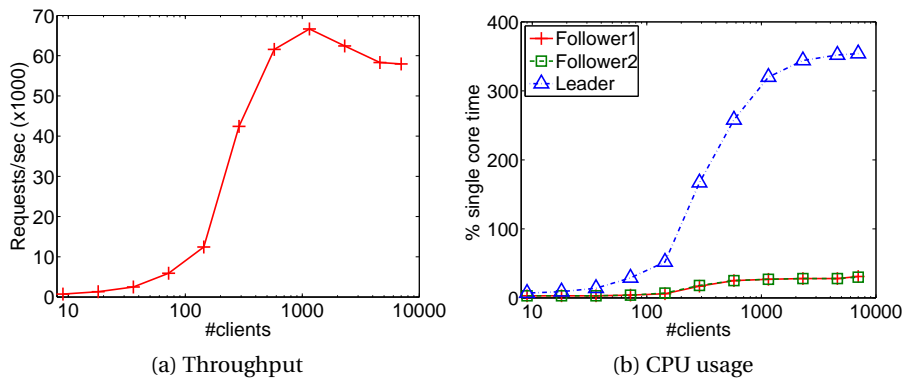 70
60
50
40
30
20
10
0
Requests/sec (x1000)
10
100
1000
10000
#clients
(a) Throughput
Follower1
Follower2
Leader
400
300
200
100
0
% single core time
10
100
1000
10000
#clients
(b) CPU usage